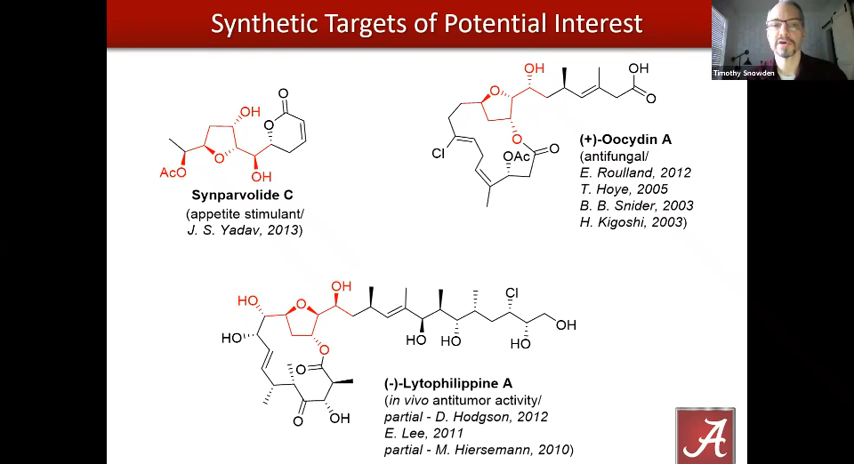 Synthetic Targets of Potential Interest
Timothy Snowden
O
OH
O
O
AcO
OH
Synparvolide C
(appetite stimulant/
J. S. Yadav, 2013)
OH
OH
O
O
O
Cl
OAc
O
(+)-Oocydin A
(antifungal/
E. Roulland, 2012
T. Hoye, 2005
B. B. Snider, 2003
H. Kigoshi, 2003)
OH
HO
O
Cl
HO
OH
HO
HO
HO
O
O
O
OH
(-)-Lytophilippine A
(in vivo antitumor activity/
partial - D. Hodgson, 2012
E. Lee, 2011
partial - M. Hiersemann, 2010)
A